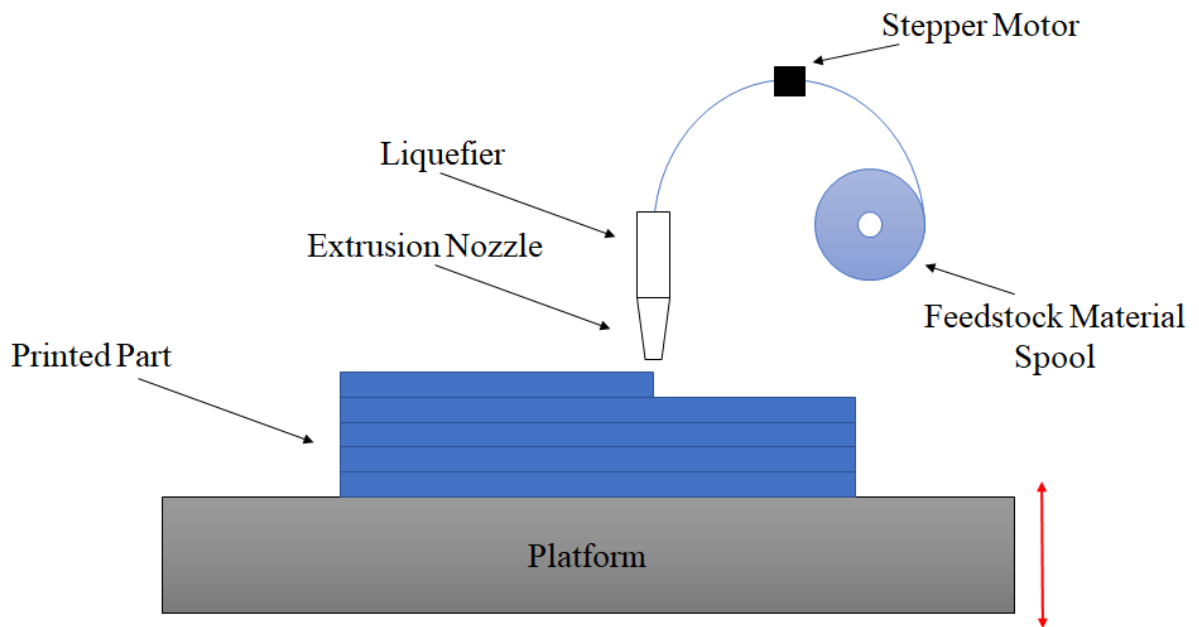 Stepper Motor
Liquefier
Extrusion Nozzle
Feedstock Material
Spool
Printed Part
Platform